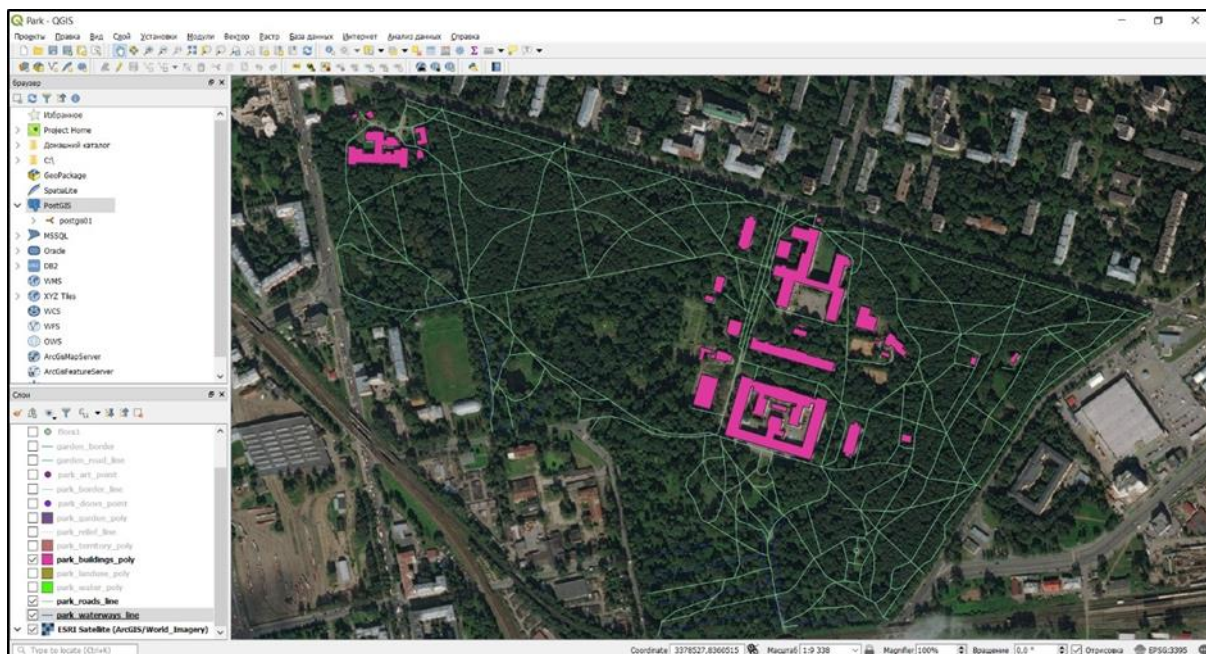 Park - QGIS
Проекты Правка Вид Слой Установки Модули Вектор Растр База данных Интернет Анализ данных Справка
Браузер
Избранное
Project Home
Домашний каталог
C:\
GeoPackage
SpatiaLite
PostGIS
postgis01
MSSQL
Oracle
DB2
WMS
XYZ Tiles
WCS
WFS
OWS
ArcGisMapServer
ArcGisFeatureServer
Слои
flora1
garden_border
garden_road_line
park_art_point
park_border_line
park_doors_point
park_garden_poly
park_relief_line
park_territory_poly
park_buildings_poly
park_landuse_poly
park_water_poly
park_roads_line
park_waterways_line
ESRI Satellite (ArcGIS/World_Imagery)
Type to locate (Ctrl+K) Coordinate 3378527,8360515 Масштаб 1:9 338 Magnifier 100% Вращение 0,0 ° Отрисовка EPSG:3395